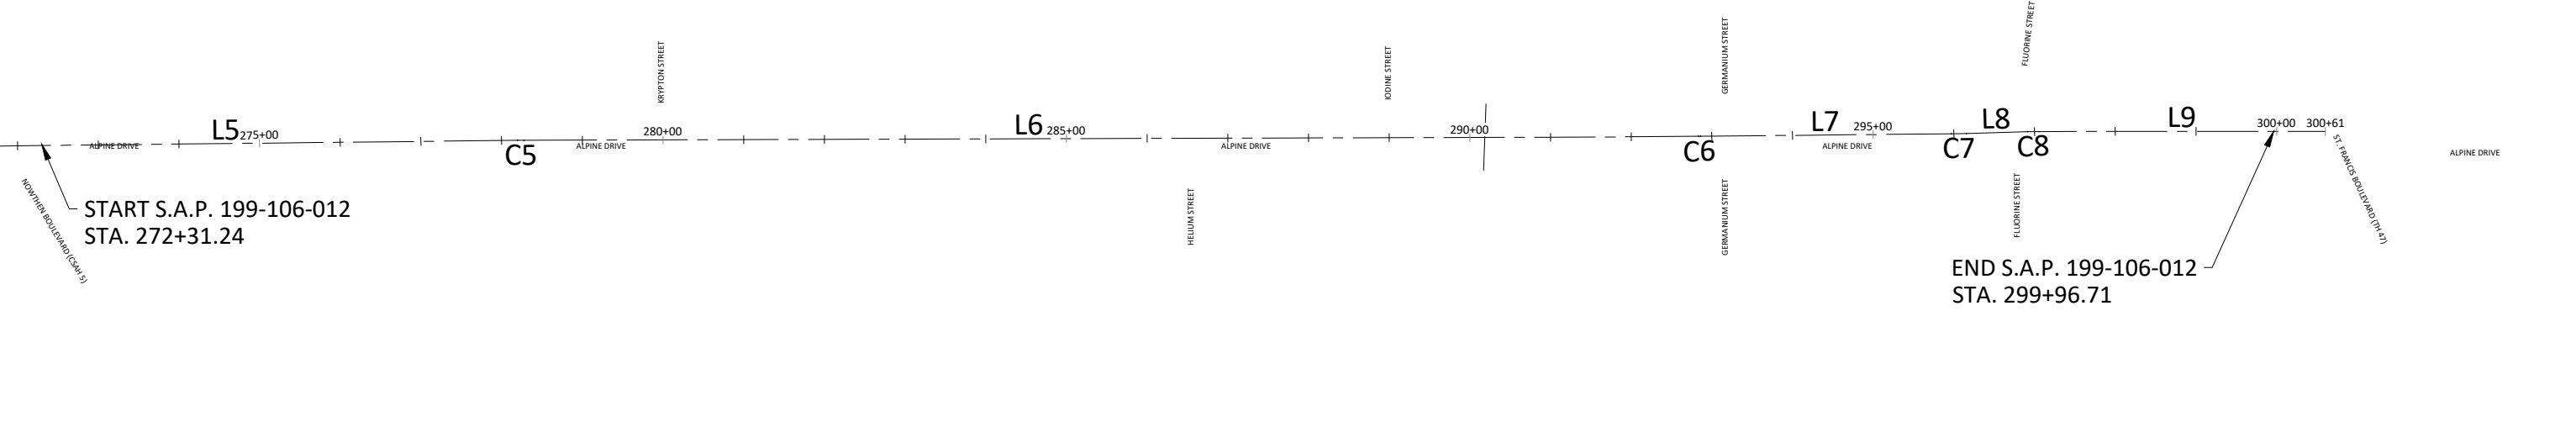 KRYPTON STREET
IODINE STREET
GERMANIUM STREET
FLUORINE STREET
L5
275+00
280+00
L6
285+00
290+00
L7
295+00
L8
L9
300+00
300+61
ALPINE DRIVE
C5
ALPINE DRIVE
ALPINE DRIVE
C6
ALPINE DRIVE
C7
C8
ALPINE DRIVE
NOWTHEN BOULEVARD (CSAH 5)
START S.A.P. 199-106-012
STA. 272+31.24
HELIUM STREET
GERMANIUM STREET
FLUORINE STREET
ST. FRANCIS BOULEVARD (TH 47)
END S.A.P. 199-106-012
STA. 299+96.71